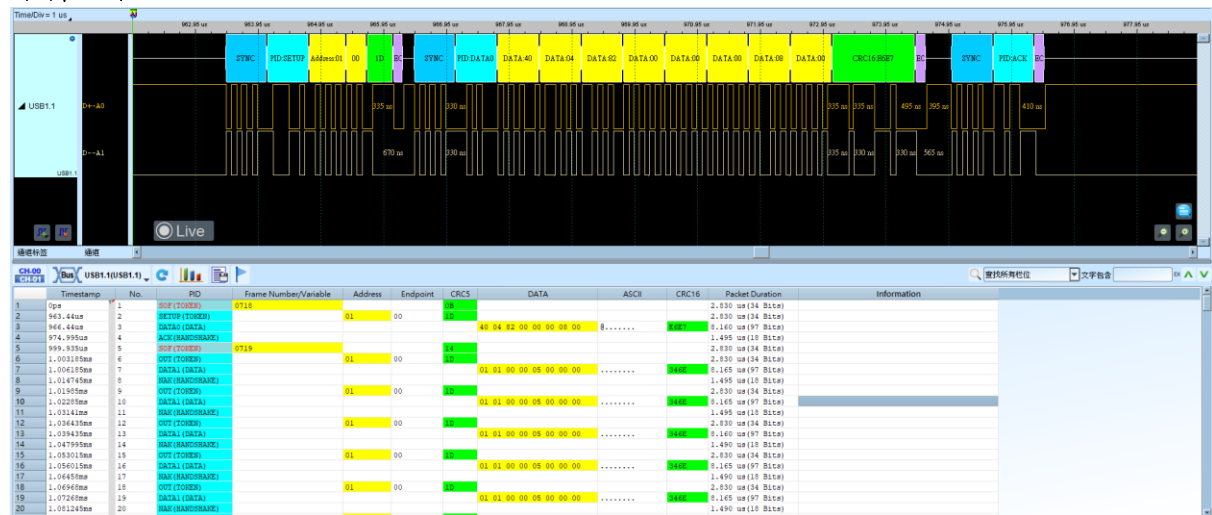 Time/Div= 1 us
962.95 us 963.95 us 964.95 us 965.95 us 966.95 us 967.95 us 968.95 us 969.95 us 970.95 us 971.95 us 972.95 us 973.95 us 974.95 us 975.95 us 976.95 us 977.95 us
SYNC PID:SETUP Address:01 00 1D SYNC PID:DATA0 DATA:40 DATA:04 DATA:82 DATA:00 DATA:00 DATA:00 DATA:08 DATA:00 CRC16:E6E7 SYNC PID:ACK
USB1.1 D+--A0 335 ns 330 ns 335 ns 335 ns 495 ns 395 ns 410 ns
D---A1 670 ns 330 ns 335 ns 330 ns 330 ns 565 ns
USB1.1
Live
通道标签 通道
CH-00 CH-01 Bus USB1.1(USB1.1) 查找所有栏位 文字包含
Timestamp No. PID Frame Number/Variable Address Endpoint CRC5 DATA ASCII CRC16 Packet Duration Information
1 0ps 1 SOF(TOKEN) 0718 0B 2.830 us(34 Bits)
2 963.44us 2 SETUP(TOKEN) 01 00 1D 2.830 us(34 Bits)
3 966.44us 3 DATA0(DATA) 40 04 82 00 00 00 08 00 @....... E6E7 8.160 us(97 Bits)
4 974.995us 4 ACK(HANDSHAKE) 1.495 us(18 Bits)
5 999.935us 5 SOF(TOKEN) 0719 14 2.830 us(34 Bits)
6 1.003185ms 6 OUT(TOKEN) 01 00 1D 2.830 us(34 Bits)
7 1.006185ms 7 DATA1(DATA) 01 01 00 00 05 00 00 00 ........ 346E 8.165 us(97 Bits)
8 1.014745ms 8 NAK(HANDSHAKE) 1.495 us(18 Bits)
9 1.01985ms 9 OUT(TOKEN) 01 00 1D 2.830 us(34 Bits)
10 1.02285ms 10 DATA1(DATA) 01 01 00 00 05 00 00 00 ........ 346E 8.165 us(97 Bits)
11 1.03141ms 11 NAK(HANDSHAKE) 1.495 us(18 Bits)
12 1.036435ms 12 OUT(TOKEN) 01 00 1D 2.830 us(34 Bits)
13 1.039435ms 13 DATA1(DATA) 01 01 00 00 05 00 00 00 ........ 346E 8.160 us(97 Bits)
14 1.047995ms 14 NAK(HANDSHAKE) 1.490 us(18 Bits)
15 1.053015ms 15 OUT(TOKEN) 01 00 1D 2.830 us(34 Bits)
16 1.056015ms 16 DATA1(DATA) 01 01 00 00 05 00 00 00 ........ 346E 8.165 us(97 Bits)
17 1.06458ms 17 NAK(HANDSHAKE) 1.490 us(18 Bits)
18 1.06968ms 18 OUT(TOKEN) 01 00 1D 2.830 us(34 Bits)
19 1.07268ms 19 DATA1(DATA) 01 01 00 00 05 00 00 00 ........ 346E 8.165 us(97 Bits)
20 1.081245ms 20 NAK(HANDSHAKE) 1.490 us(18 Bits)